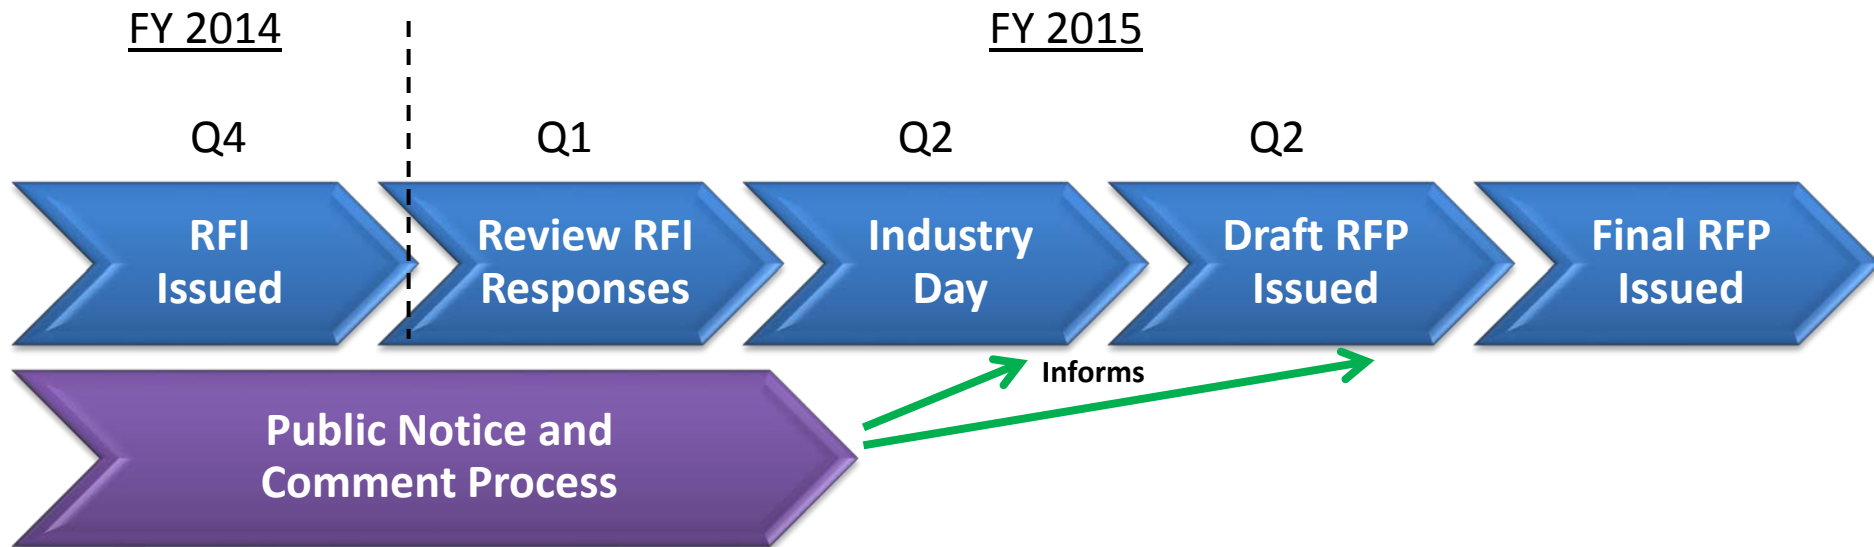 FY 2014
FY 2015
Q4
Q1
Q2
Q2
RFI
Issued
Review RFI
Responses
Industry
Day
Draft RFP
Issued
Final RFP
Issued
Informs
Public Notice and
Comment Process